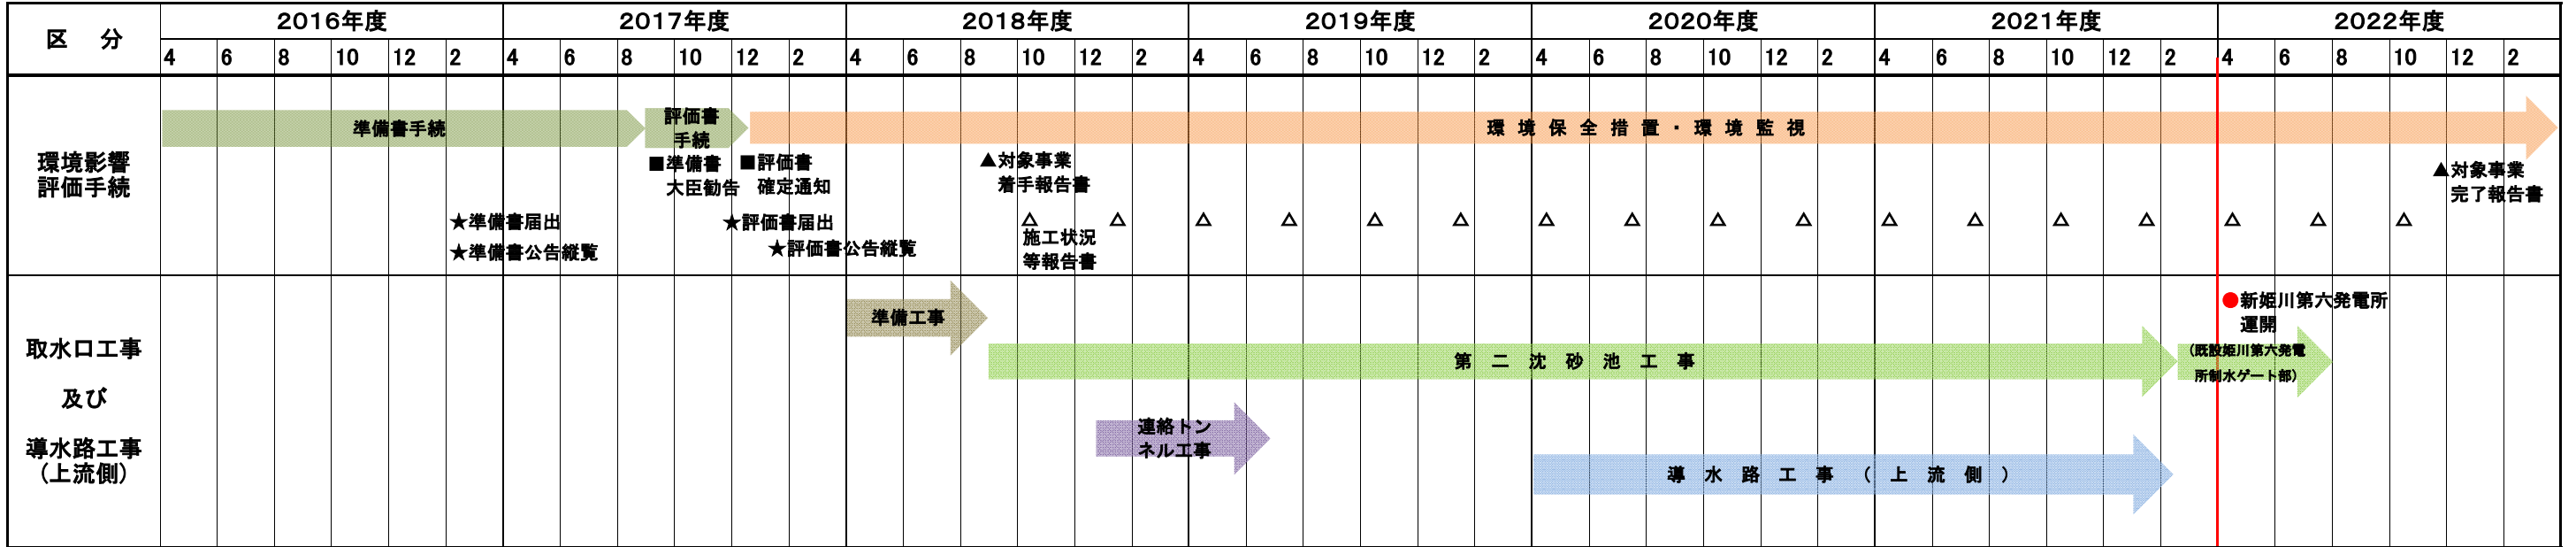 区　分
2016年度 2017年度 2018年度 2019年度 2020年度 2021年度 2022年度
4 6 8 10 12 2 4 6 8 10 12 2 4 6 8 10 12 2 4 6 8 10 12 2 4 6 8 10 12 2 4 6 8 10 12 2 4 6 8 10 12 2
環境影響
評価手続
準備書手続
評価書
手続
環境保全措置・環境監視
■準備書
大臣勧告
■評価書
確定通知
▲対象事業
着手報告書
▲対象事業
完了報告書
★準備書届出
★評価書届出
△ △ △ △ △ △ △ △ △ △ △ △ △ △ △ △ △
施工状況
等報告書
★準備書公告縦覧
★評価書公告縦覧
取水口工事
及び
導水路工事
(上流側)
準備工事
●新姫川第六発電所
運開
第二沈砂池工事
(既設姫川第六発電
所制水ゲート部)
連絡トン
ネル工事
導水路工事(上流側)